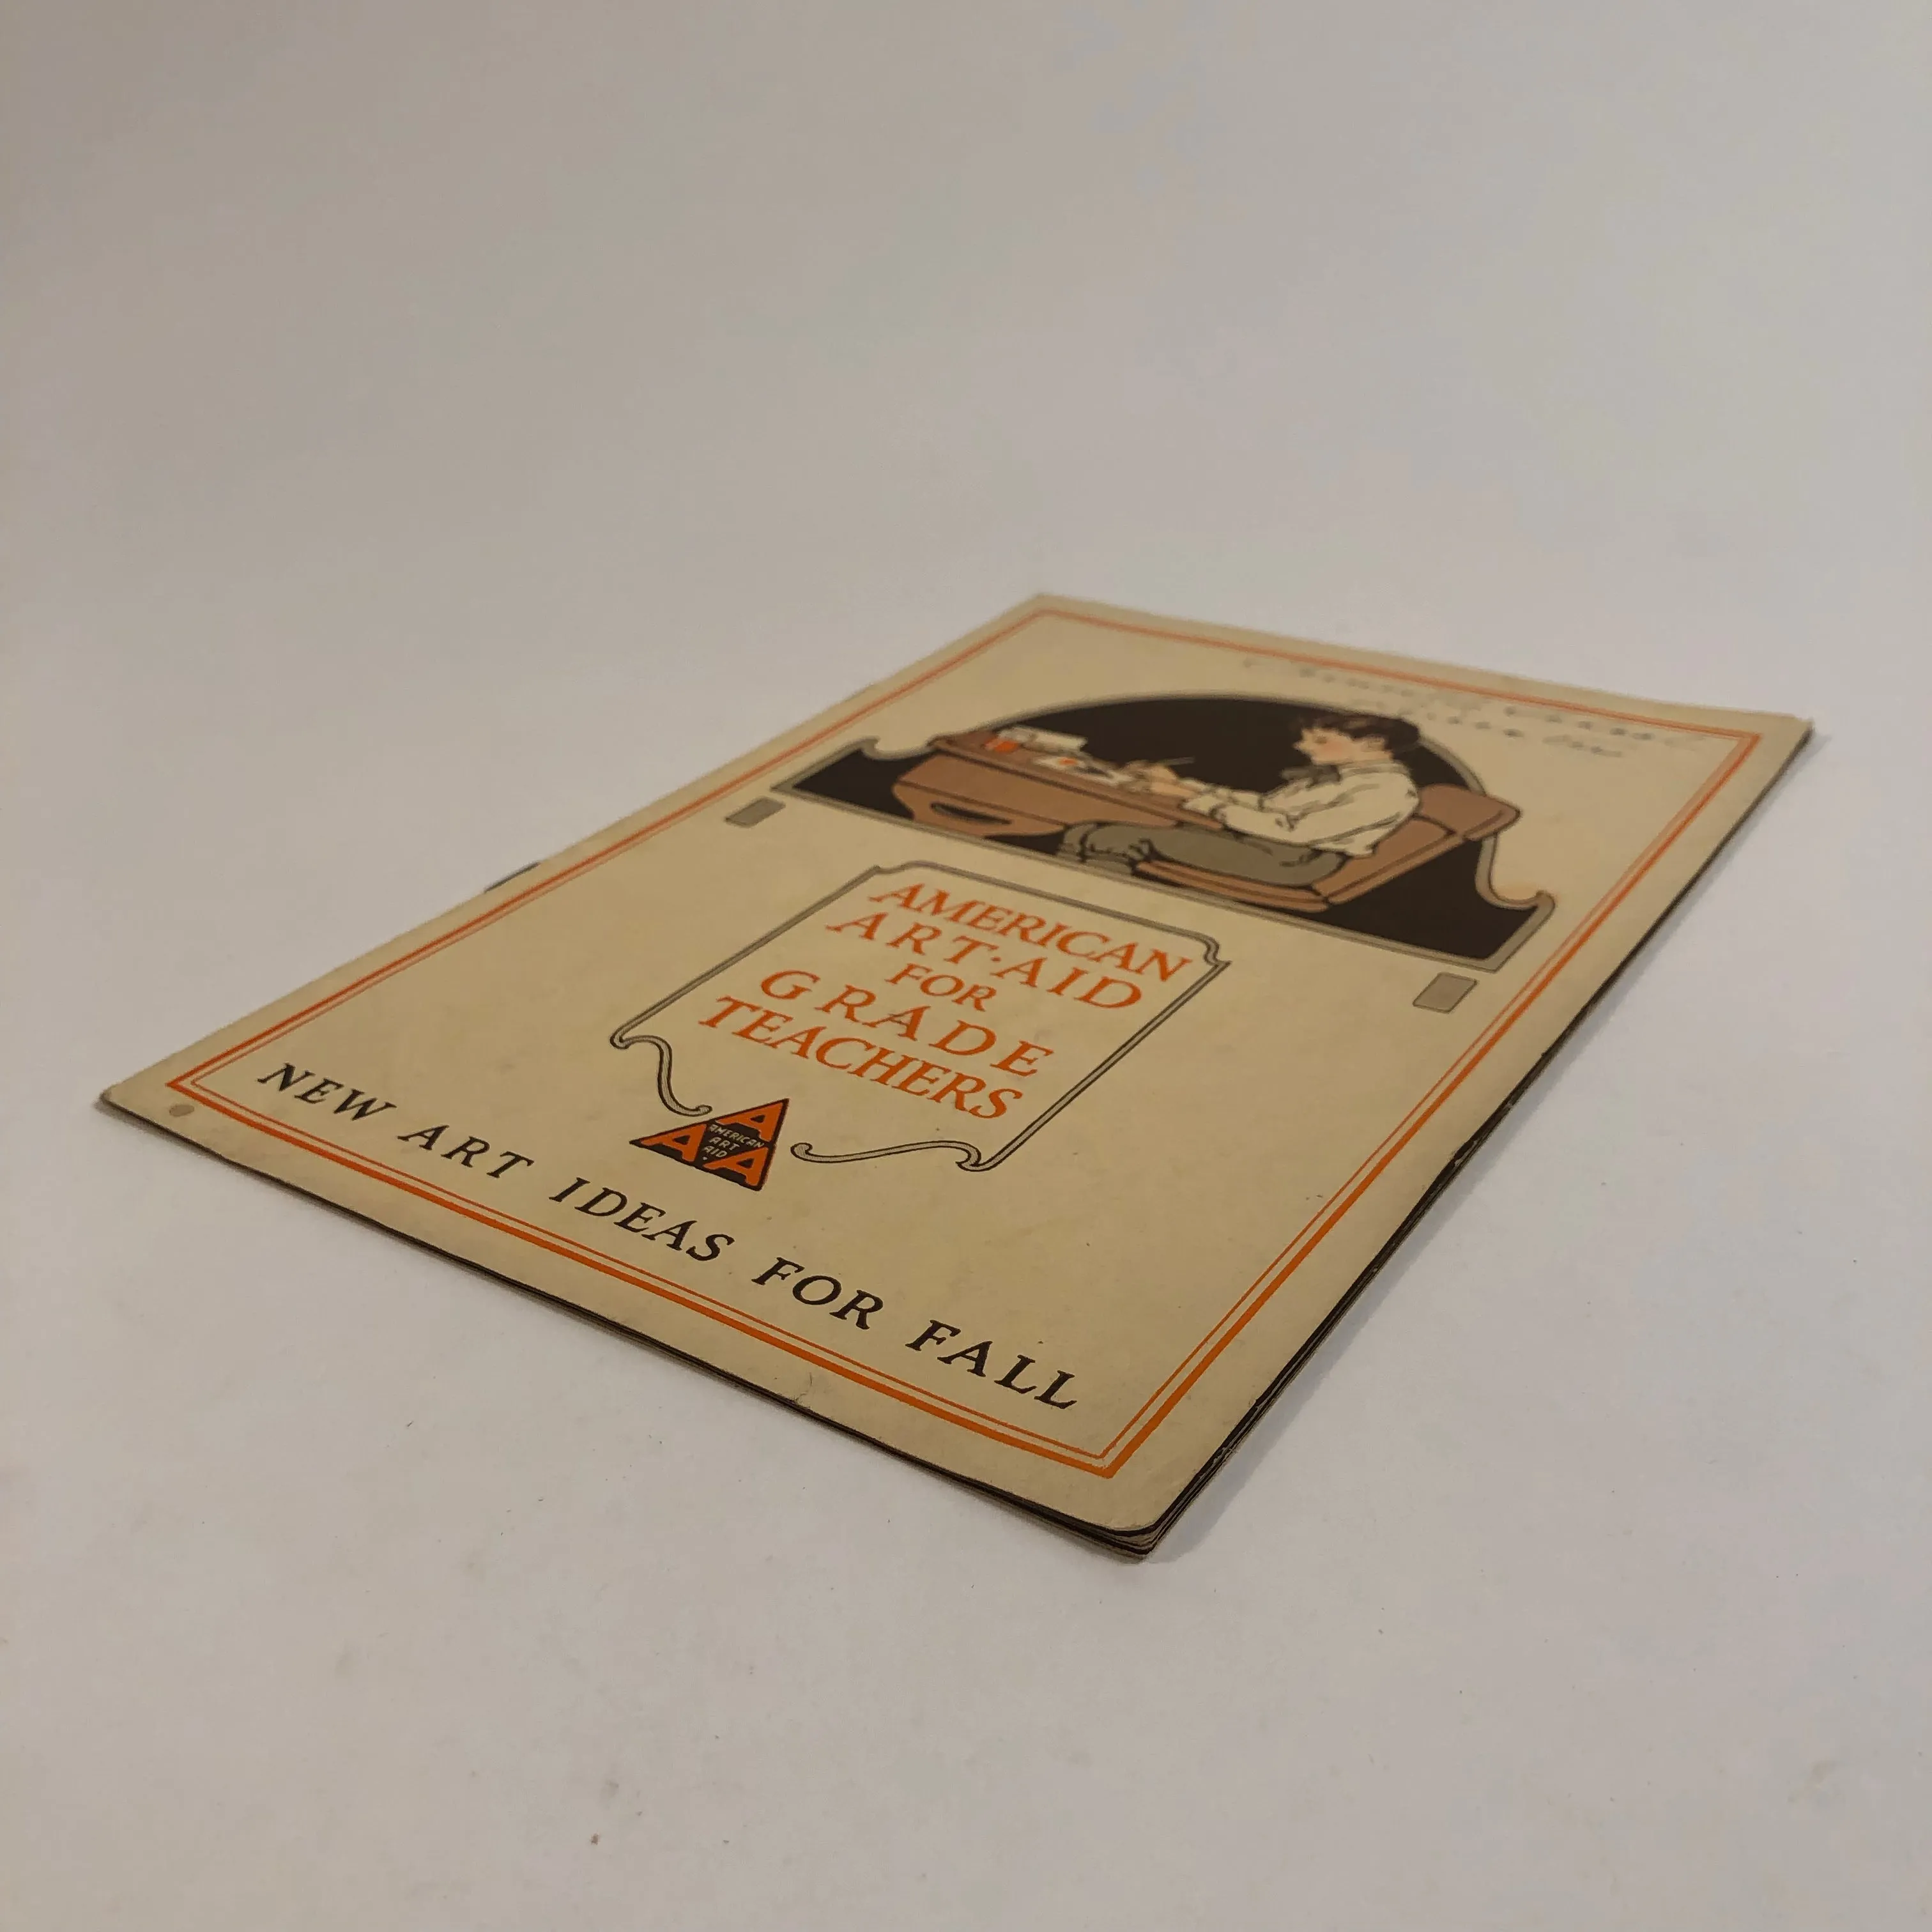 AMERICAN
ART·AID
FOR
GRADE
TEACHERS
A
AMERICAN
ART
AID
A A
NEW ART IDEAS FOR FALL